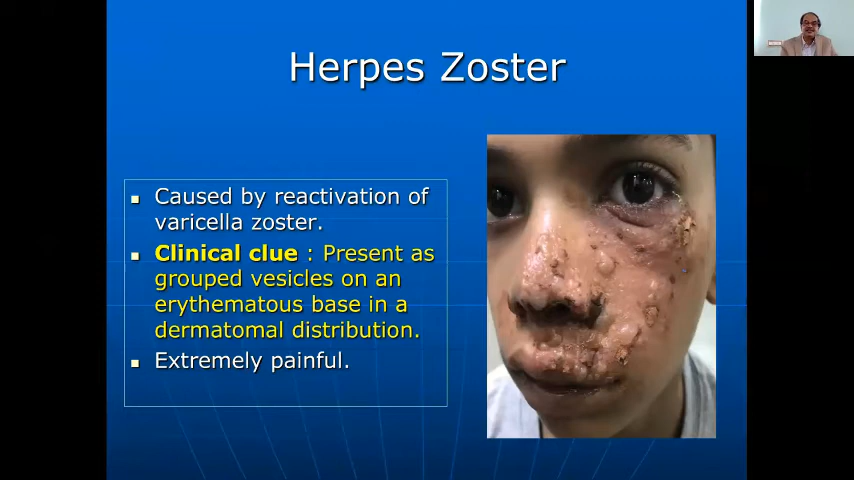 Herpes Zoster
Caused by reactivation of
varicella zoster.
Clinical clue : Present as
grouped vesicles on an
erythematous base in a
dermatomal distribution.
Extremely painful.